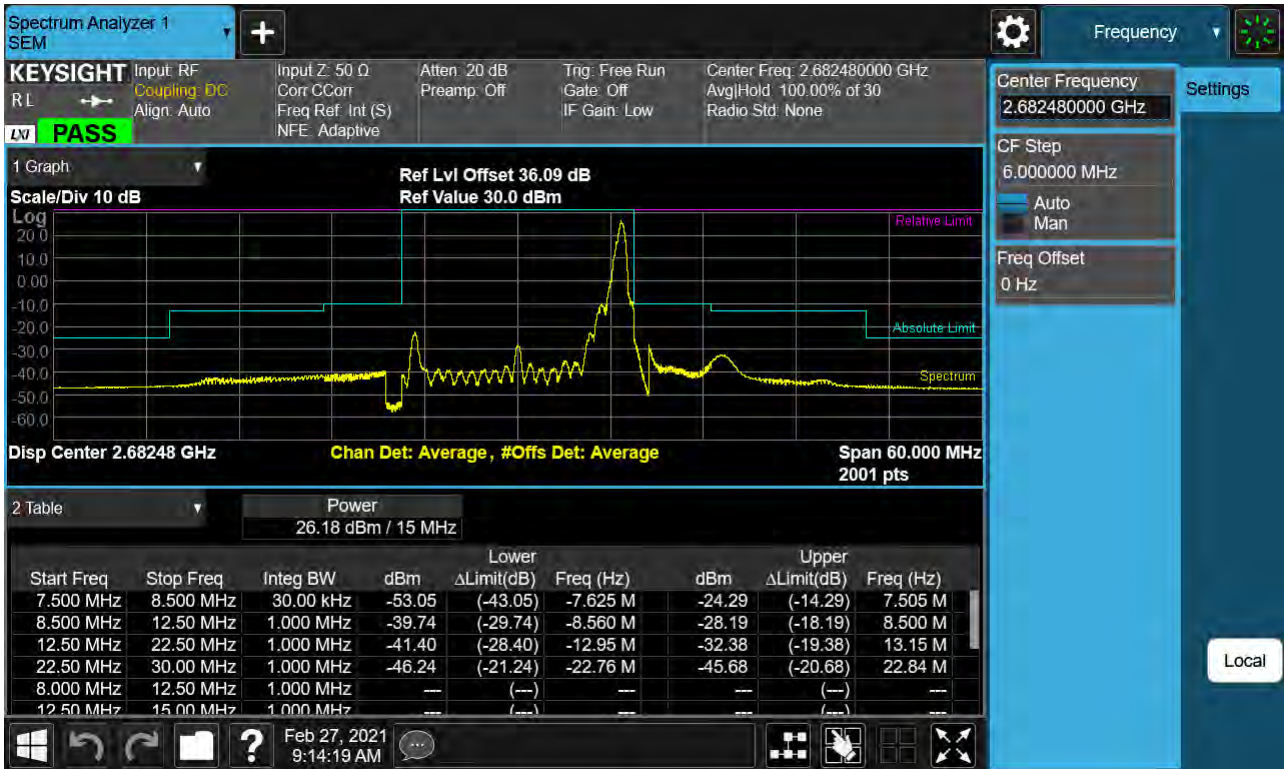 Spectrum Analyzer 1
SEM
Frequency
KEYSIGHT
R L
LXI
PASS
Input: RF
Coupling: DC
Align: Auto
Input Z: 50 Ω
Corr CCorr
Freq Ref: Int (S)
NFE: Adaptive
Atten: 20 dB
Preamp: Off
Trig: Free Run
Gate: Off
IF Gain: Low
Center Freq: 2.682480000 GHz
Avg|Hold: 100.00% of 30
Radio Std: None
Center Frequency
2.682480000 GHz
Settings
CF Step
6.000000 MHz
Auto
Man
Freq Offset
0 Hz
Local
1 Graph
Scale/Div 10 dB
Ref Lvl Offset 36.09 dB
Ref Value 30.0 dBm
Log
20.0
10.0
0.00
-10.0
-20.0
-30.0
-40.0
-50.0
-60.0
Relative Limit
Absolute Limit
Spectrum
Disp Center 2.68248 GHz
Chan Det: Average, #Offs Det: Average
Span 60.000 MHz
2001 pts
2 Table
Power
26.18 dBm / 15 MHz
Lower Upper
Start Freq Stop Freq Integ BW dBm ΔLimit(dB) Freq (Hz) dBm ΔLimit(dB) Freq (Hz)
7.500 MHz 8.500 MHz 30.00 kHz -53.05 (-43.05) -7.625 M -24.29 (-14.29) 7.505 M
8.500 MHz 12.50 MHz 1.000 MHz -39.74 (-29.74) -8.560 M -28.19 (-18.19) 8.500 M
12.50 MHz 22.50 MHz 1.000 MHz -41.40 (-28.40) -12.95 M -32.38 (-19.38) 13.15 M
22.50 MHz 30.00 MHz 1.000 MHz -46.24 (-21.24) -22.76 M -45.68 (-20.68) 22.84 M
8.000 MHz 12.50 MHz 1.000 MHz --- (---) --- --- (---) ---
12.50 MHz 15.00 MHz 1.000 MHz --- (---) --- --- (---) ---
Feb 27, 2021
9:14:19 AM